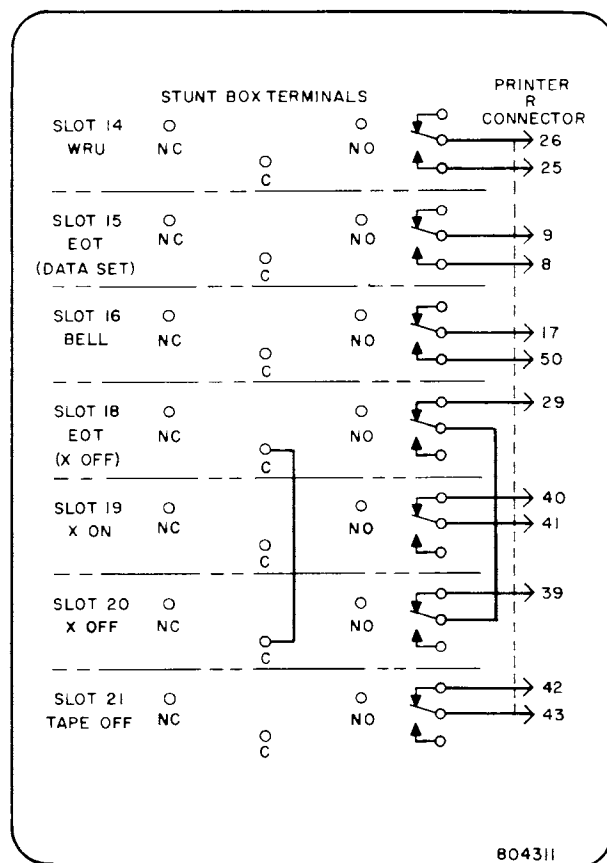 STUNT BOX TERMINALS
PRINTER
R
CONNECTOR
SLOT 14
WRU
NC
C
NO
26
25
SLOT 15
EOT
(DATA SET)
NC
C
NO
9
8
SLOT 16
BELL
NC
C
NO
17
50
SLOT 18
EOT
(X OFF)
NC
C
NO
29
SLOT 19
X ON
NC
C
NO
40
41
SLOT 20
X OFF
NC
C
NO
39
SLOT 21
TAPE OFF
NC
C
NO
42
43
804311